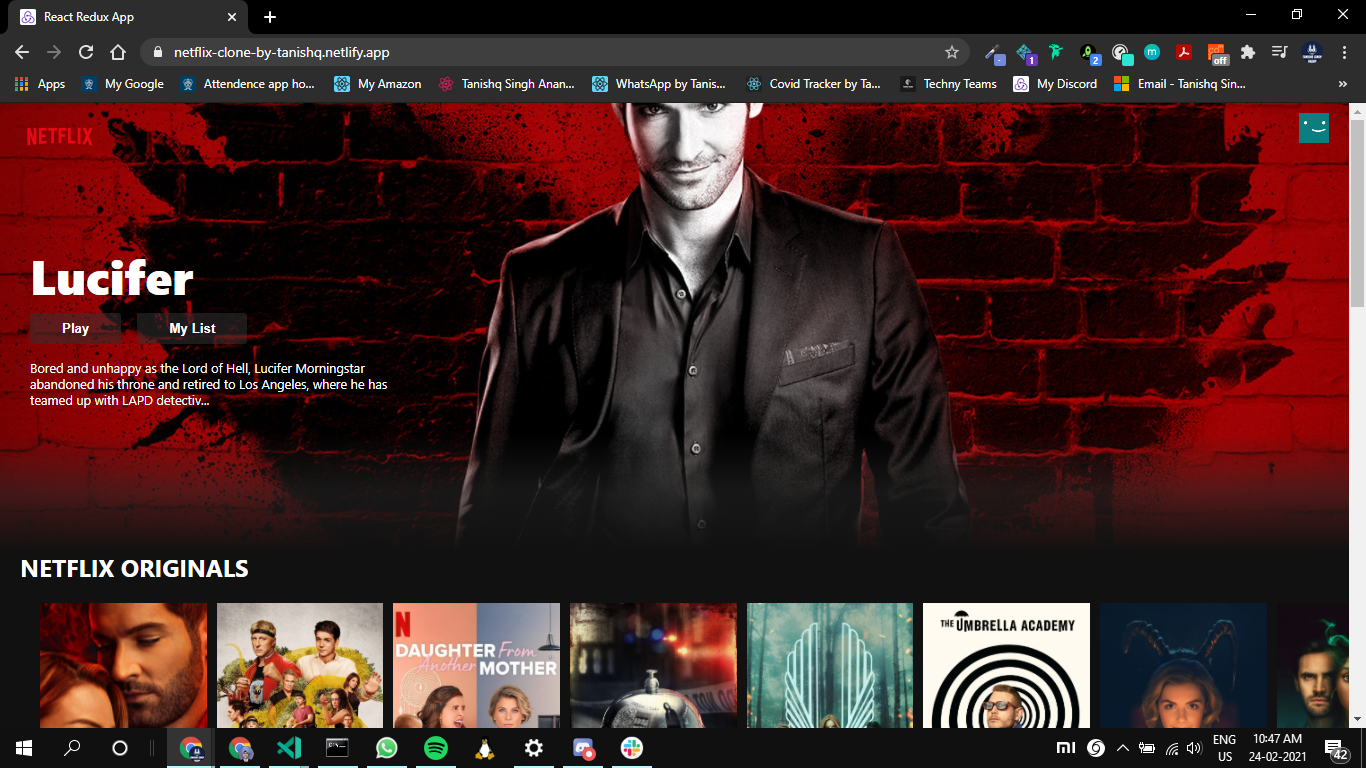 React Redux App
netflix-clone-by-tanishq.netlify.app
2
1
2
off
Apps
My Google
Attendence app ho...
My Amazon
Tanishq Singh Anan...
WhatsApp by Tanis...
Covid Tracker by Ta...
Techny Teams
My Discord
Email - Tanishq Sin...
»
NETFLIX
Lucifer
Play
My List
Bored and unhappy as the Lord of Hell, Lucifer Morningstar
abandoned his throne and retired to Los Angeles, where he has
teamed up with LAPD detectiv...
NETFLIX ORIGINALS
N
DAUGHTER From
Another MOTHER
THE UMBRELLA ACADEMY
ENG
US
10:47 AM
24-02-2021
42